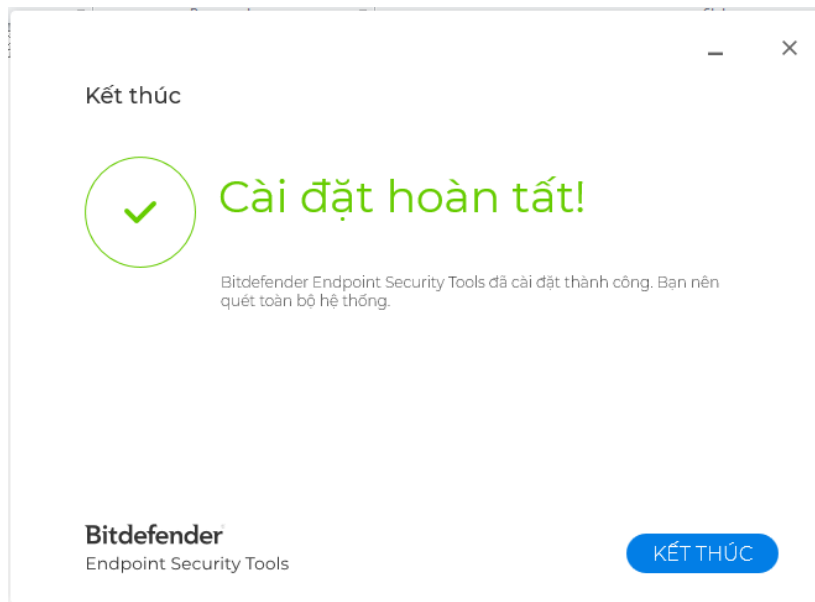 Kết thúc
Cài đặt hoàn tất!
Bitdefender Endpoint Security Tools đã cài đặt thành công. Bạn nên
quét toàn bộ hệ thống.
Bitdefender
Endpoint Security Tools
KẾT THÚC